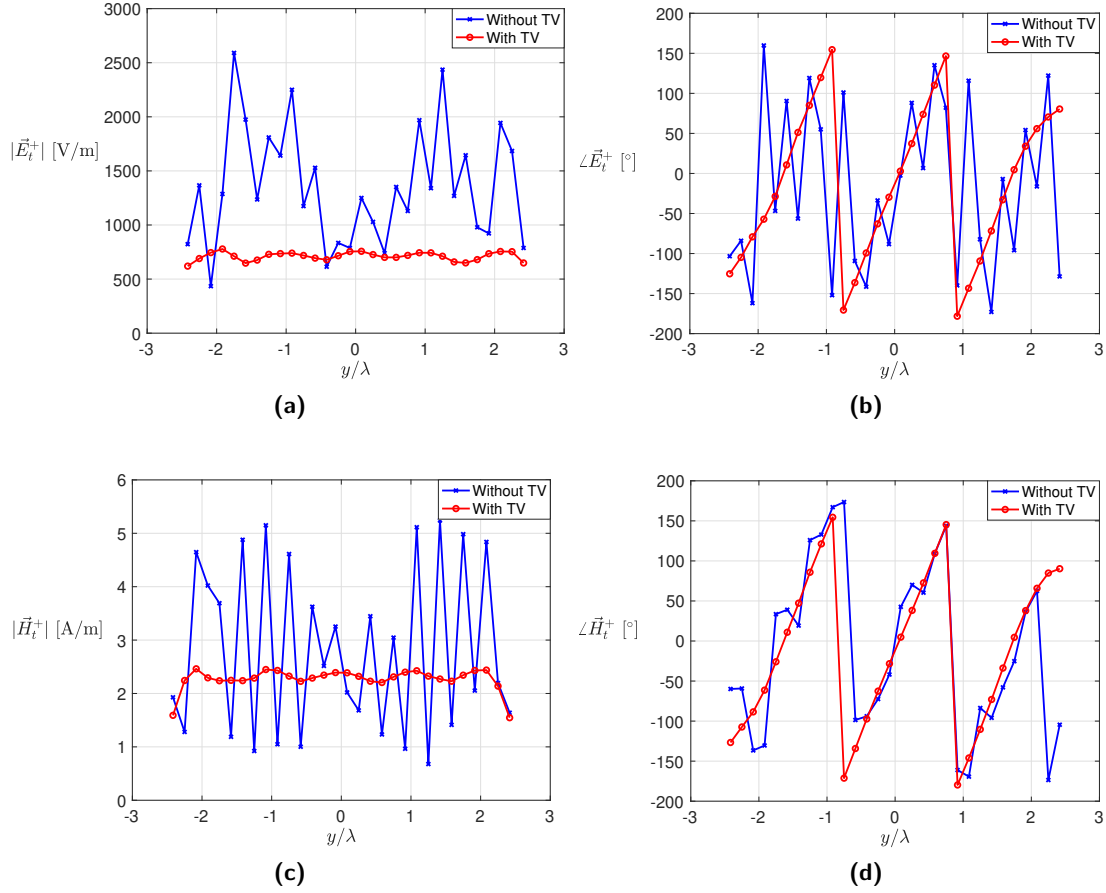 3000
2500
2000
1500
1000
500
0
|E⃗ₜ⁺| [V/m]
-3 -2 -1 0 1 2 3
y/λ
Without TV
With TV
(a)
200
150
100
50
0
-50
-100
-150
-200
∠E⃗ₜ⁺ [°]
-3 -2 -1 0 1 2 3
y/λ
Without TV
With TV
(b)
6
5
4
3
2
1
0
|H⃗ₜ⁺| [A/m]
-3 -2 -1 0 1 2 3
y/λ
Without TV
With TV
(c)
200
150
100
50
0
-50
-100
-150
-200
∠H⃗ₜ⁺ [°]
-3 -2 -1 0 1 2 3
y/λ
Without TV
With TV
(d)